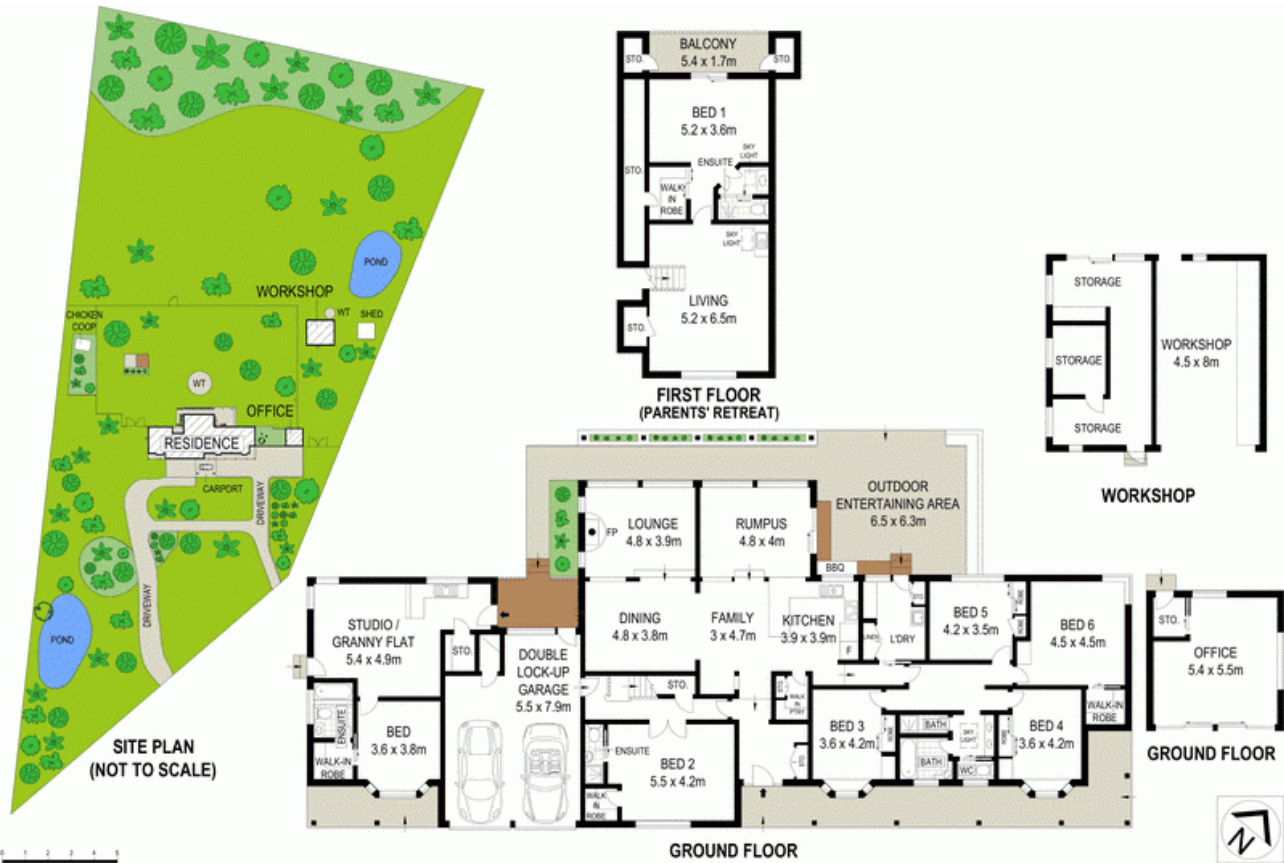 POND
WORKSHOP
WT
SHED
CHICKEN
COOP
WT
OFFICE
RESIDENCE
CARPORT
DRIVEWAY
DRIVEWAY
POND
SITE PLAN
(NOT TO SCALE)
0 1 2 3 4 5
STO.
BALCONY
5.4 x 1.7m
STO.
BED 1
5.2 x 3.6m
SKY
LIGHT
ENSUITE
STO.
WALK-
IN
ROBE
SKY
LIGHT
LIVING
5.2 x 6.5m
STO.
FIRST FLOOR
(PARENTS' RETREAT)
STORAGE
STORAGE
STORAGE
WORKSHOP
4.5 x 8m
WORKSHOP
OUTDOOR
ENTERTAINING AREA
6.5 x 6.3m
FP
LOUNGE
4.8 x 3.9m
RUMPUS
4.8 x 4m
BBQ
STUDIO /
GRANNY FLAT
5.4 x 4.9m
STO.
DINING
4.8 x 3.8m
FAMILY
3 x 4.7m
KITCHEN
3.9 x 3.9m
F
LINEN
L'DRY
STO.
BED 5
4.2 x 3.5m
ROBE
ROBE
BED 6
4.5 x 4.5m
WALK-IN
ROBE
DOUBLE
LOCK-UP
GARAGE
5.5 x 7.9m
STO.
STO.
WALK
IN
PTRY
ENSUITE
BED
3.6 x 3.8m
WALK-IN
ROBE
ENSUITE
BED 2
5.5 x 4.2m
WALK
IN
ROBE
STO.
BED 3
3.6 x 4.2m
ROBE
BATH
BATH
SKY
LIGHT
WC
ROBE
BED 4
3.6 x 4.2m
GROUND FLOOR
STO.
OFFICE
5.4 x 5.5m
GROUND FLOOR
N